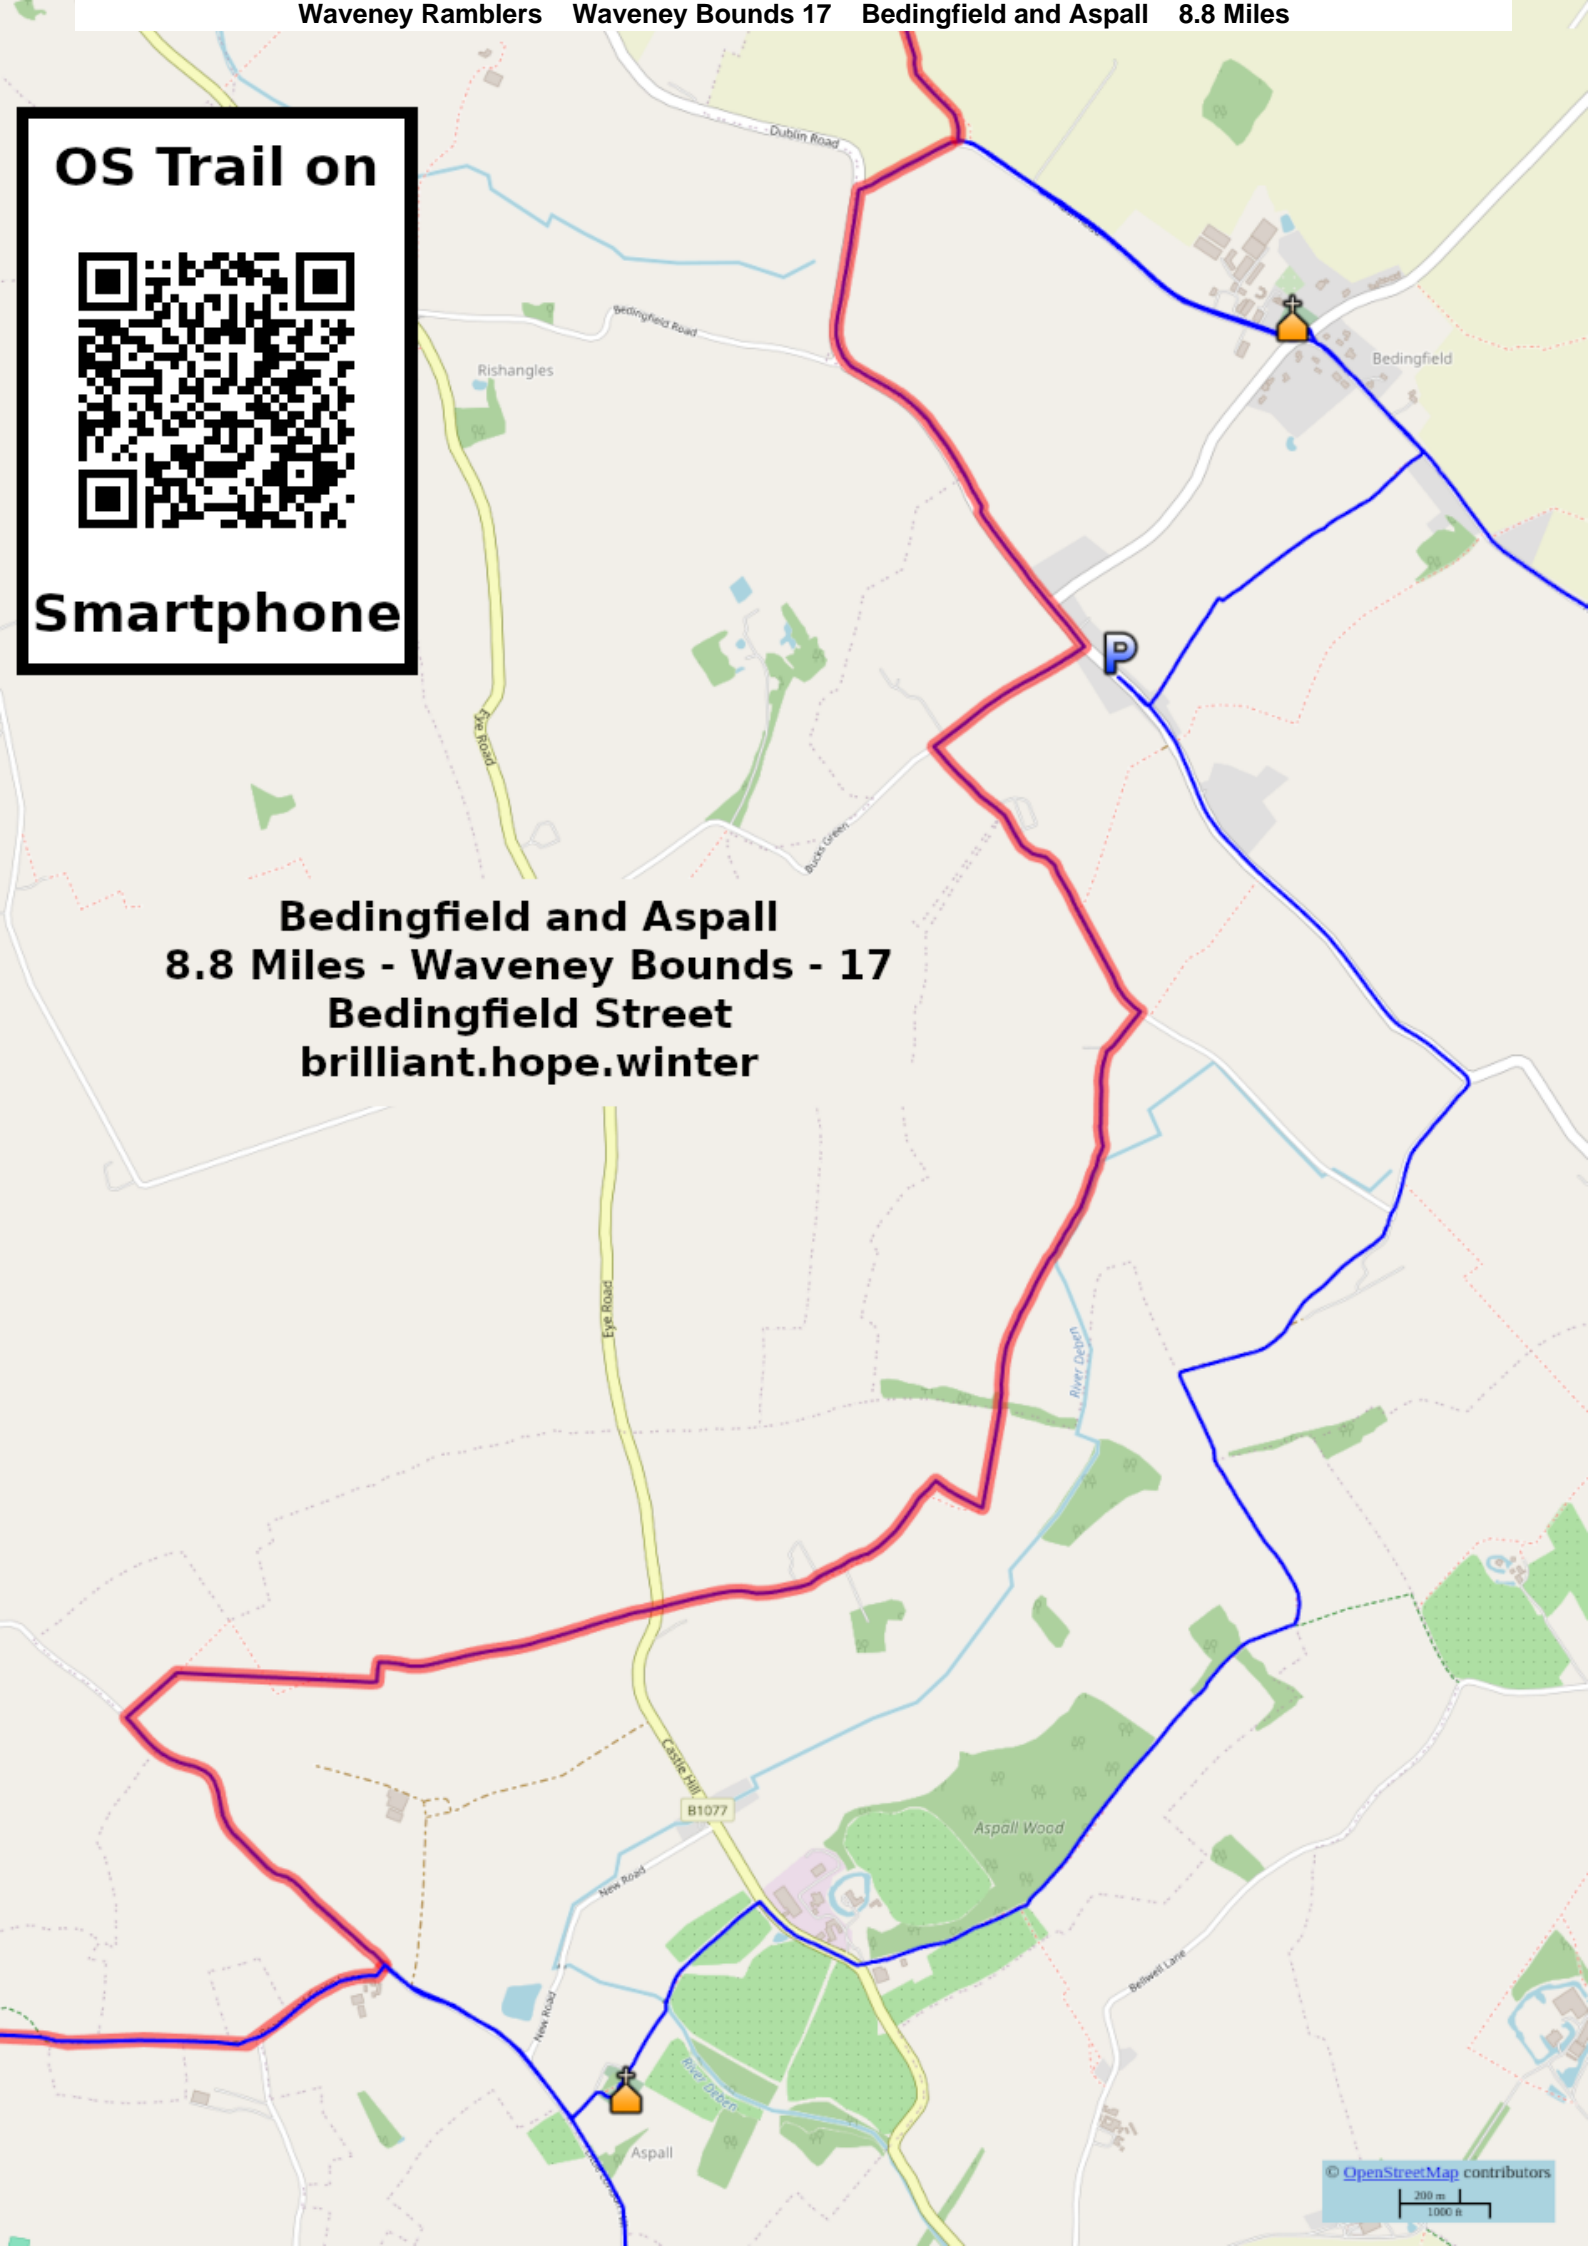 Waveney Ramblers Waveney Bounds 17 Bedingfield and Aspall 8.8 Miles
OS Trail on
Smartphone
Dublin Road
Bedingfield Road
Rishangles
Bedingfield
P
Eye Road
Bucks Green
Bedingfield and Aspall
8.8 Miles - Waveney Bounds - 17
Bedingfield Street
brilliant.hope.winter
Eye Road
River Deben
Castle Hill
B1077
Aspall Wood
New Road
Bellwell Lane
New Road
River Deben
Aspall
© OpenStreetMap contributors
200 m
1000 ft